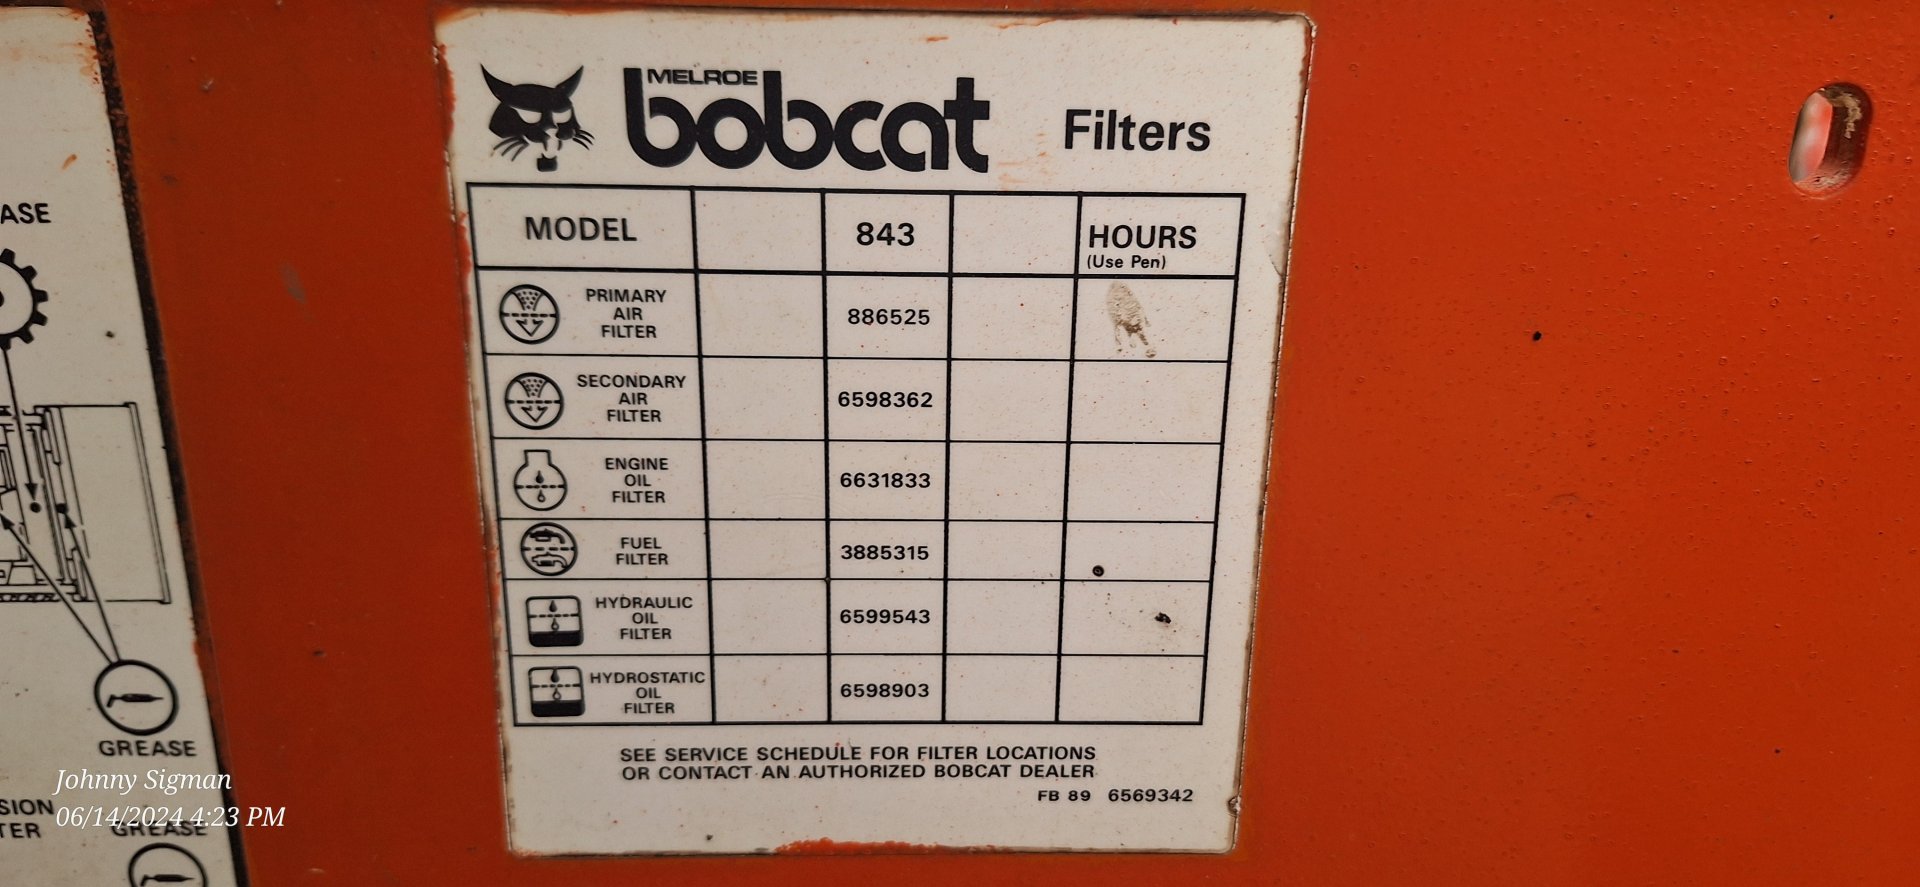 MELROE
bobcat Filters
MODEL 843 HOURS
(Use Pen)
PRIMARY
AIR
FILTER
886525
SECONDARY
AIR
FILTER
6598362
ENGINE
OIL
FILTER
6631833
FUEL
FILTER
3885315
HYDRAULIC
OIL
FILTER
6599543
HYDROSTATIC
OIL
FILTER
6598903
SEE SERVICE SCHEDULE FOR FILTER LOCATIONS
OR CONTACT AN AUTHORIZED BOBCAT DEALER
FB 89 6569342
ASE
GREASE
SION
TER
GREASE
Johnny Sigman
06/14/2024 4:23 PM